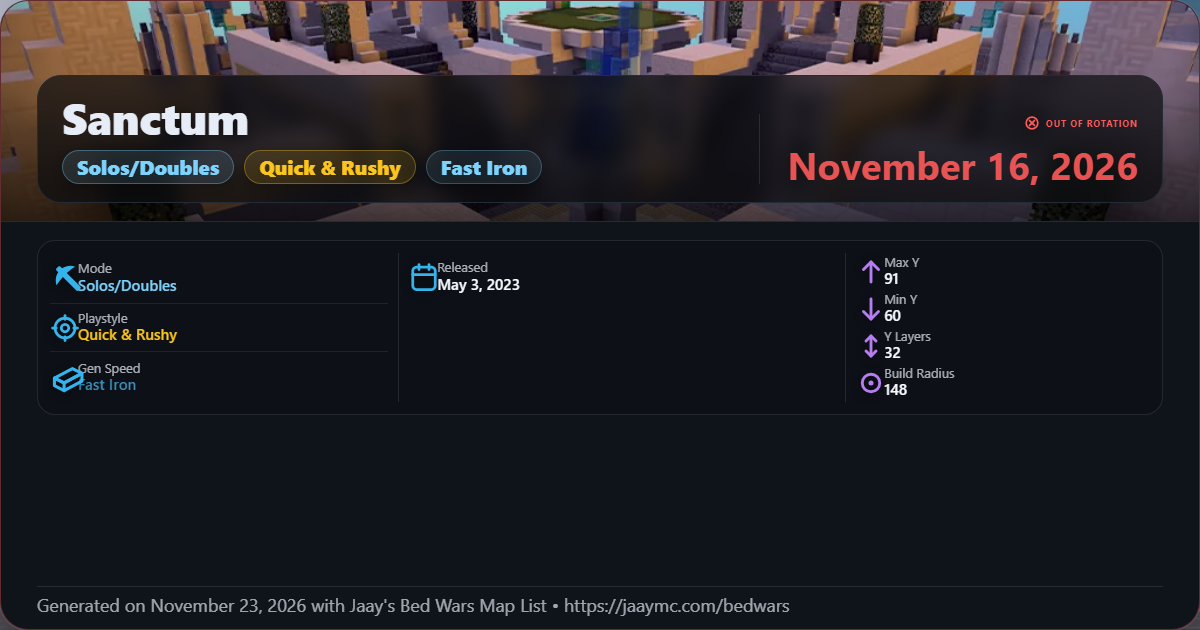 Sanctum
Solos/Doubles
Quick & Rushy
Fast Iron
OUT OF ROTATION
November 16, 2026
Mode
Solos/Doubles
Playstyle
Quick & Rushy
Gen Speed
Fast Iron
Released
May 3, 2023
Max Y
91
Min Y
60
Y Layers
32
Build Radius
148
Generated on November 23, 2026 with Jaay's Bed Wars Map List • https://jaaymc.com/bedwars